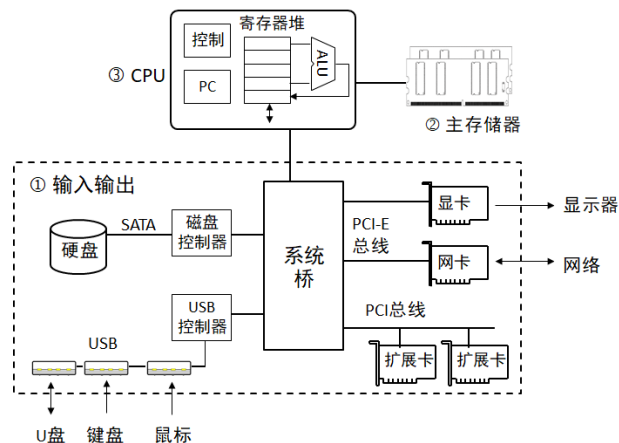 寄存器堆
控制
ALU
③ CPU
PC
② 主存储器
① 输入输出
显卡
显示器
SATA
磁盘
控制器
PCI-E
总线
硬盘
系统
桥
网卡
网络
USB
控制器
PCI总线
USB
扩展卡
扩展卡
U盘
键盘
鼠标